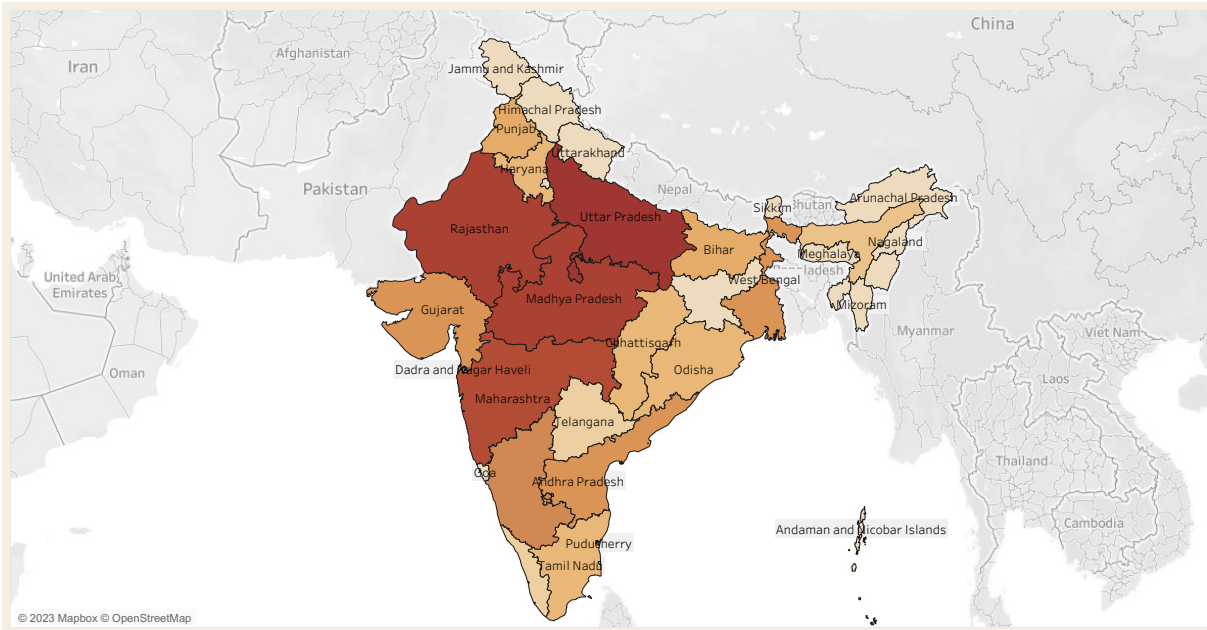 China
Afghanistan
Iran
Jammu and Kashmir
Himachal Pradesh
Punjab
Uttarakhand
Haryana
Pakistan
Nepal
Arunachal Pradesh
Sikkim
Bhutan
Uttar Pradesh
Rajasthan
Nagaland
Bihar
Meghalaya
Bangladesh
United Arab
Emirates
West Bengal
Madhya Pradesh
Mizoram
Gujarat
Myanmar
Viet Nam
Chhattisgarh
Dadra and Nagar Haveli
Odisha
Oman
Laos
Maharashtra
Telangana
Thailand
Goa
Andhra Pradesh
Cambodia
Andaman and Nicobar Islands
Puducherry
Tamil Nadu
© 2023 Mapbox © OpenStreetMap